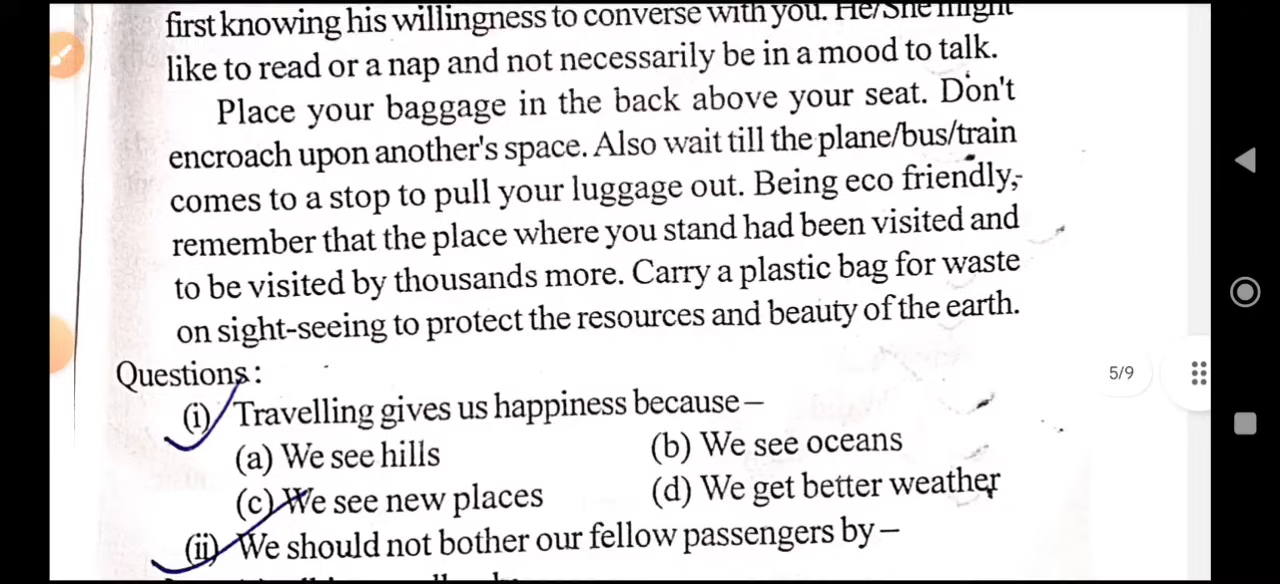 first knowing his willingness to converse with you. He/She might
like to read or a nap and not necessarily be in a mood to talk.
Place your baggage in the back above your seat. Don't
encroach upon another's space. Also wait till the plane/bus/train
comes to a stop to pull your luggage out. Being eco friendly,
remember that the place where you stand had been visited and
to be visited by thousands more. Carry a plastic bag for waste
on sight-seeing to protect the resources and beauty of the earth.
Questions:
(i) Travelling gives us happiness because –
(a) We see hills (b) We see oceans
(c) We see new places (d) We get better weather
(ii) We should not bother our fellow passengers by –
5/9